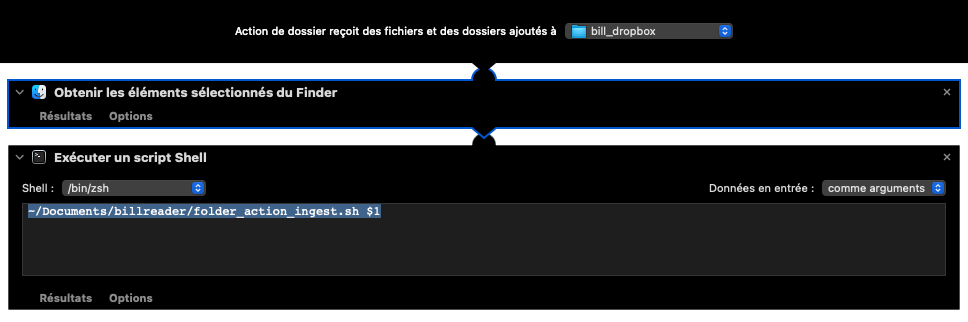 Action de dossier reçoit des fichiers et des dossiers ajoutés à bill_dropbox
Obtenir les éléments sélectionnés du Finder
Résultats Options
Exécuter un script Shell
Shell : /bin/zsh Données en entrée : comme arguments
~/Documents/billreader/folder_action_ingest.sh $1
Résultats Options